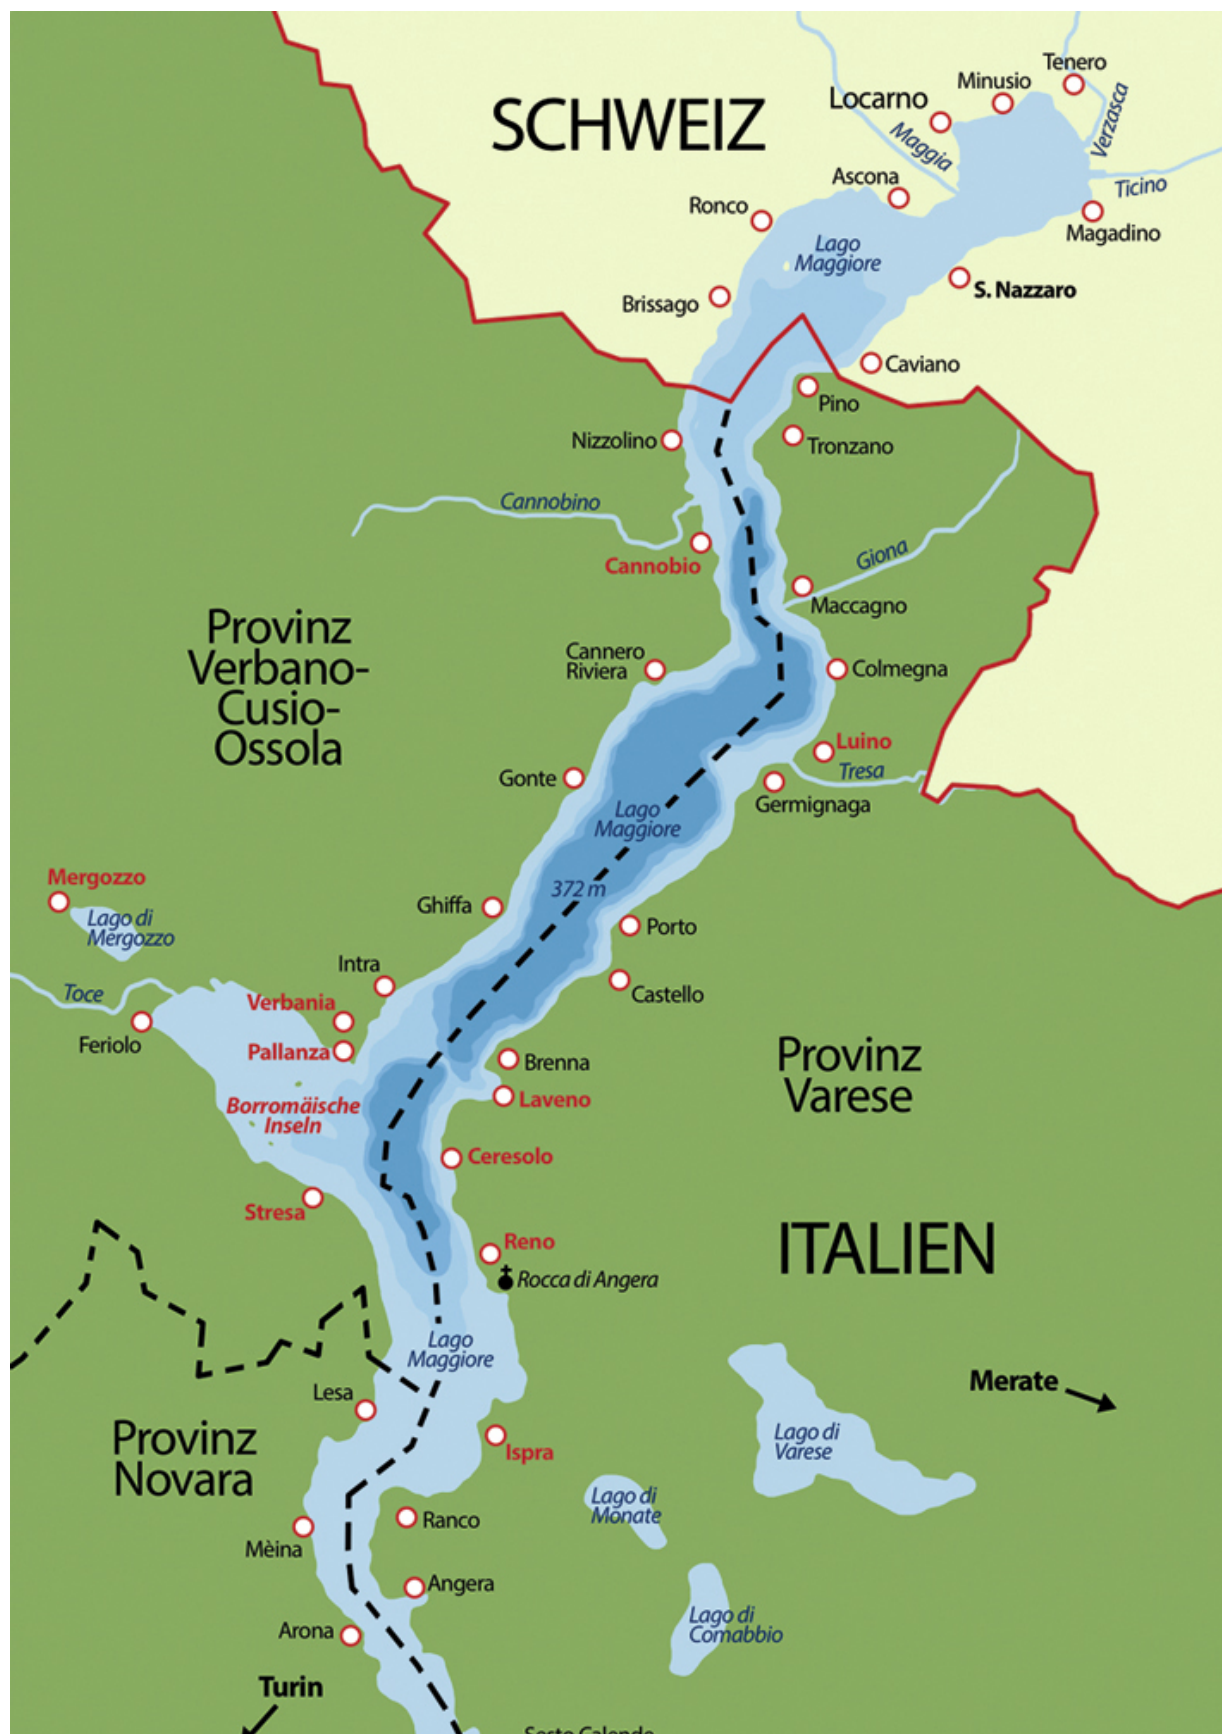 Tenero
Minusio
Locarno
Verzasca
Maggia
SCHWEIZ
Ascona
Ticino
Ronco
Magadino
Lago
Maggiore
S. Nazzaro
Brissago
Caviano
Pino
Nizzolino
Tronzano
Cannobino
Giona
Cannobio
Maccagno
Provinz
Verbano-
Cusio-
Ossola
Cannero
Riviera
Colmegna
Luino
Tresa
Gonte
Germignaga
Lago
Maggiore
Mergozzo
372 m
Ghiffa
Lago di
Mergozzo
Porto
Intra
Toce
Verbania
Castello
Feriolo
Pallanza
Brenna
Provinz
Varese
Laveno
Borromäische
Inseln
Ceresolo
Stresa
Reno
ITALIEN
Rocca di Angera
Lago
Maggiore
Merate
Lesa
Provinz
Novara
Lago di
Varese
Ispra
Lago di
Monate
Ranco
Mèina
Angera
Lago di
Comabbio
Arona
Turin
Sesto Calende